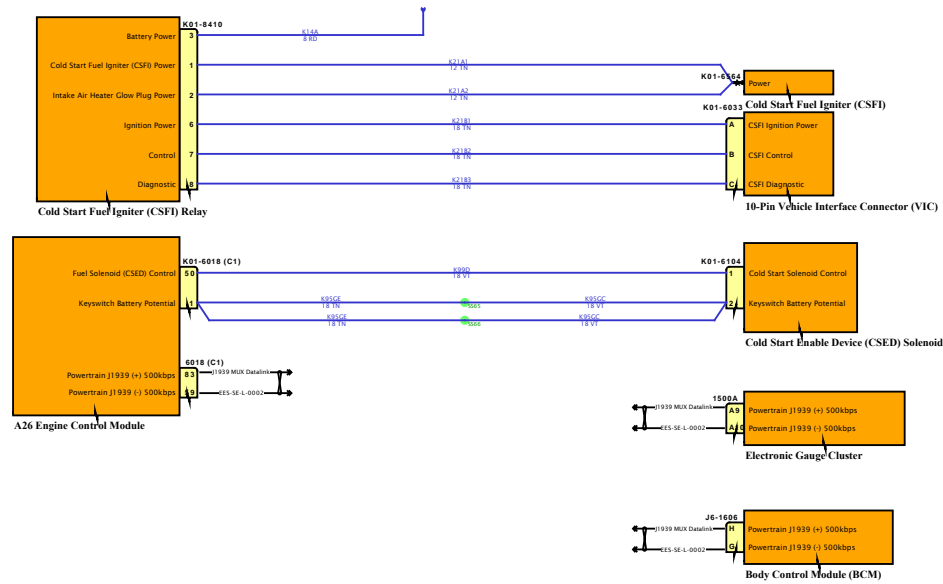 K01-8410
Battery Power 3
K14A
8 RD
Cold Start Fuel Igniter (CSFI) Power 1
K21A1
12 TN
K01-6564
Power
Cold Start Fuel Igniter (CSFI)
Intake Air Heater Glow Plug Power 2
K21A2
12 TN
K01-6033
Ignition Power 6
K21B1
18 TN
A CSFI Ignition Power
Control 7
K21B2
18 TN
B CSFI Control
Diagnostic 8
K21B3
18 TN
C CSFI Diagnostic
Cold Start Fuel Igniter (CSFI) Relay
10-Pin Vehicle Interface Connector (VIC)
K01-6018 (C1)
K01-6104
Fuel Solenoid (CSED) Control 50
K99D
18 VT
1 Cold Start Solenoid Control
Keyswitch Battery Potential 1
K95GE
18 TN
SS65
K95GC
18 VT
2 Keyswitch Battery Potential
K95GE
18 TN
SS66
K95GC
18 VT
Cold Start Enable Device (CSED) Solenoid
6018 (C1)
Powertrain J1939 (+) 500kbps 83 J1939 MUX Datalink
Powertrain J1939 (-) 500kbps 59 EES-SE-L-0002
A26 Engine Control Module
1500A
J1939 MUX Datalink A9 Powertrain J1939 (+) 500kbps
EES-SE-L-0002 A10 Powertrain J1939 (-) 500kbps
Electronic Gauge Cluster
J6-1606
J1939 MUX Datalink H Powertrain J1939 (+) 500kbps
EES-SE-L-0002 G Powertrain J1939 (-) 500kbps
Body Control Module (BCM)